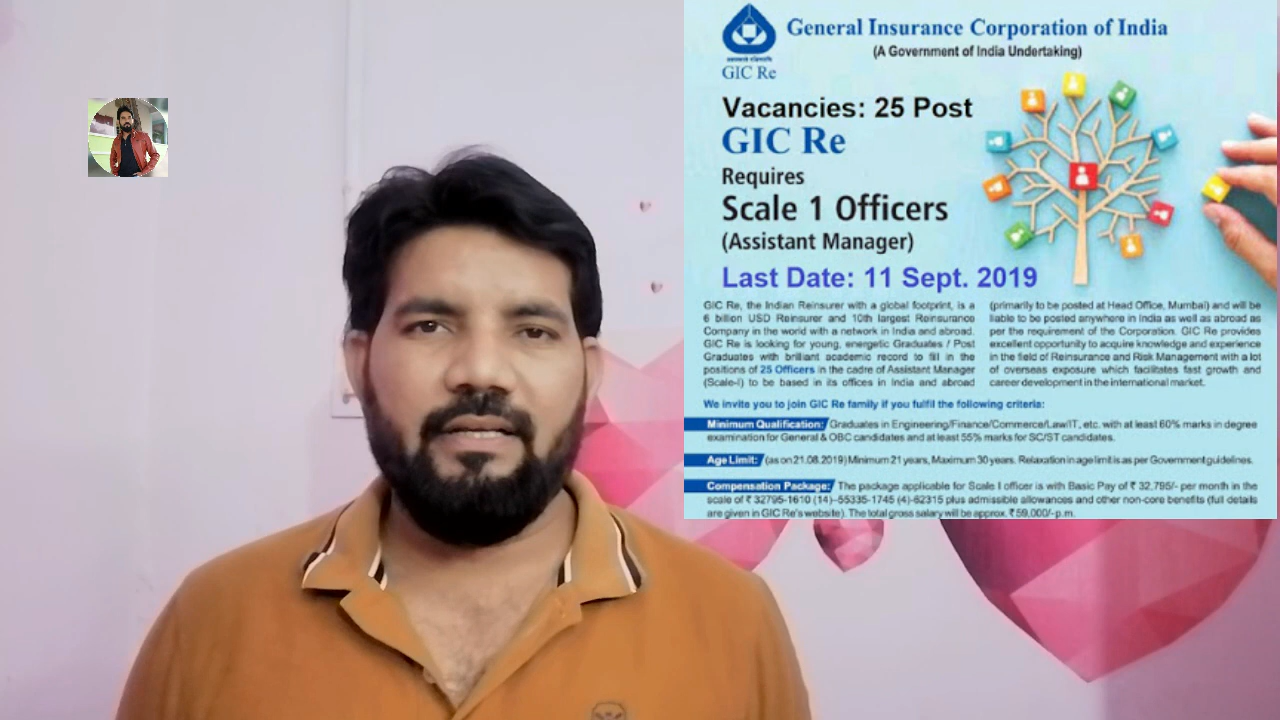 General Insurance Corporation of India
(A Government of India Undertaking)
GIC Re
Vacancies: 25 Post
GIC Re
Requires
Scale 1 Officers
(Assistant Manager)
Last Date: 11 Sept. 2019
GIC Re, the Indian Reinsurer with a global footprint, is a
6 billion USD Reinsurer and 10th largest Reinsurance
Company in the world with a network in India and abroad.
GIC Re is looking for young, energetic Graduates / Post
Graduates with brilliant academic record to fill in the
positions of 25 Officers in the cadre of Assistant Manager
(Scale-I) to be based in its offices in India and abroad
(primarily to be posted at Head Office, Mumbai) and will be
liable to be posted anywhere in India as well as abroad as
per the requirement of the Corporation. GIC Re provides
excellent opportunity to acquire knowledge and experience
in the field of Reinsurance and Risk Management with a lot
of overseas exposure which facilitates fast growth and
career development in the international market.
We invite you to join GIC Re family if you fulfil the following criteria:
Minimum Qualification: Graduates in Engineering/Finance/Commerce/Law/IT, etc. with at least 60% marks in degree
examination for General & OBC candidates and at least 55% marks for SC/ST candidates.
Age Limit: (as on 21.08.2019) Minimum 21 years, Maximum 30 years. Relaxation in age limit is as per Government guidelines.
Compensation Package: The package applicable for Scale I officer is with Basic Pay of ₹ 32,795/- per month in the
scale of ₹ 32795-1610 (14)-55335-1745 (4)-62315 plus admissible allowances and other non-core benefits (full details
are given in GIC Re's website). The total gross salary will be approx. ₹ 59,000/- p.m.